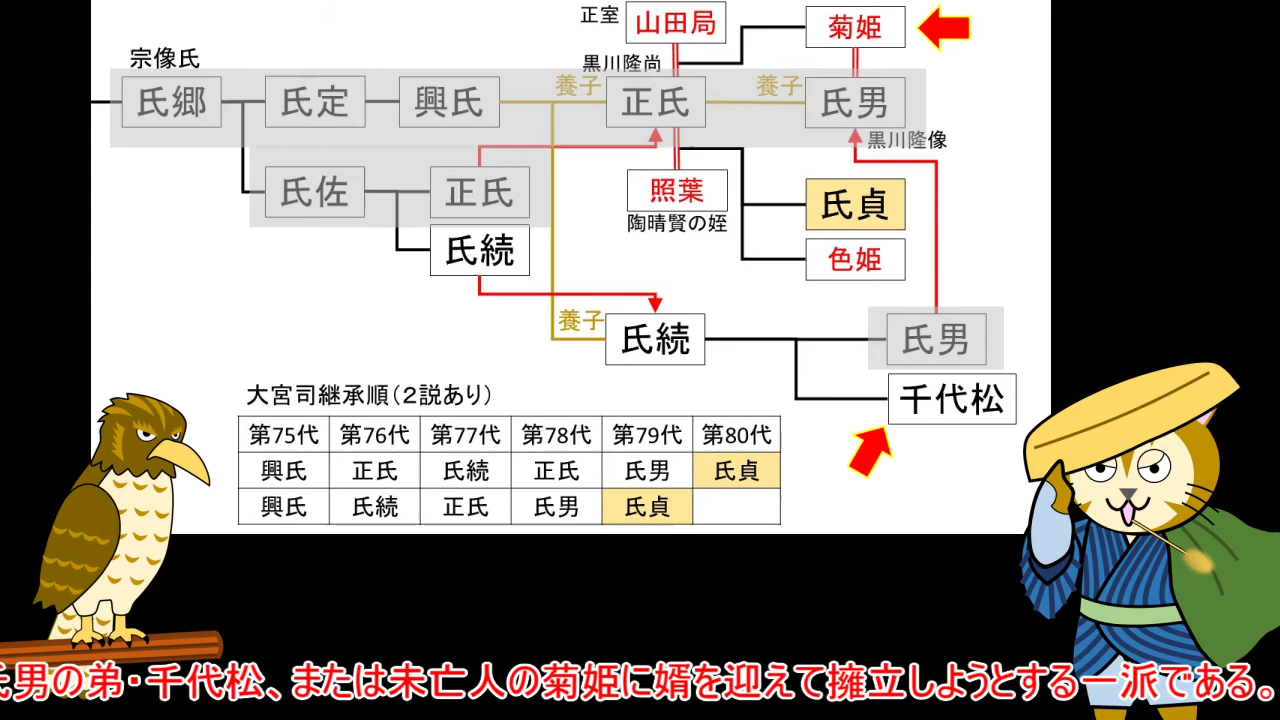 正室
山田局
菊姫
宗像氏
黒川隆尚
氏郷
氏定
興氏
養子
正氏
養子
氏男
黒川隆像
氏佐
正氏
照葉
氏貞
陶晴賢の姪
氏続
色姫
養子
氏続
氏男
千代松
大宮司継承順(2説あり)
第75代 第76代 第77代 第78代 第79代 第80代
興氏 正氏 氏続 正氏 氏男 氏貞
興氏 氏続 正氏 氏男 氏貞
氏男の弟・千代松、または未亡人の菊姫に婿を迎えて擁立しようとする一派である。